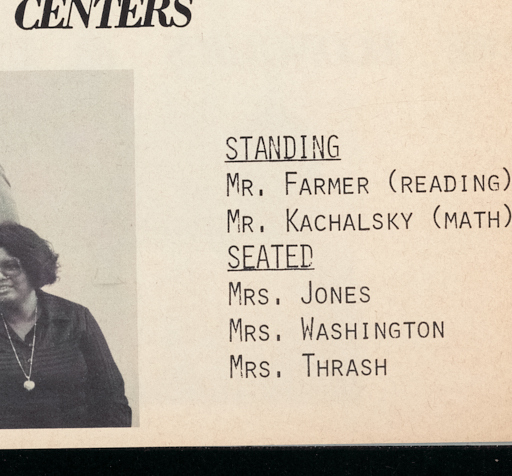 CENTERS
STANDING
MR. FARMER (READING)
MR. KACHALSKY (MATH)
SEATED
MRS. JONES
MRS. WASHINGTON
MRS. THRASH